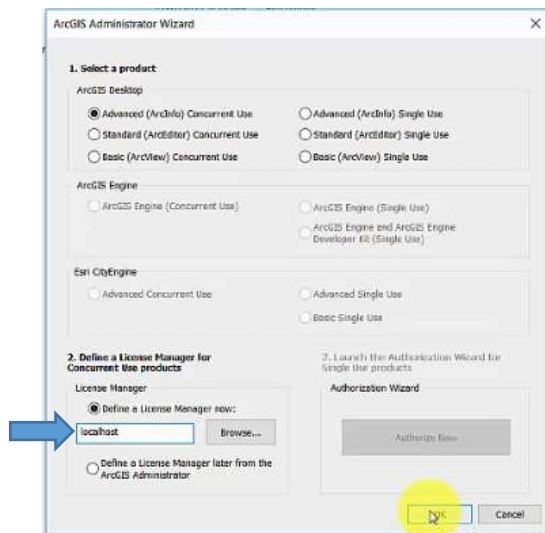 ArcGIS Administrator Wizard
1. Select a product
ArcGIS Desktop
Advanced (ArcInfo) Concurrent Use
Advanced (ArcInfo) Single Use
Standard (ArcEditor) Concurrent Use
Standard (ArcEditor) Single Use
Basic (ArcView) Concurrent Use
Basic (ArcView) Single Use
ArcGIS Engine
ArcGIS Engine (Concurrent Use)
ArcGIS Engine (Single Use)
ArcGIS Engine and ArcGIS Engine
Developer Kit (Single Use)
Esri CityEngine
Advanced Concurrent Use
Advanced Single Use
Basic Single Use
2. Define a License Manager for
Concurrent Use products
License Manager
Define a License Manager now:
localhost
Browse...
Define a License Manager later from the
ArcGIS Administrator
2. Launch the Authorization Wizard for
Single Use products
Authorization Wizard
Authorize Now
OK
Cancel